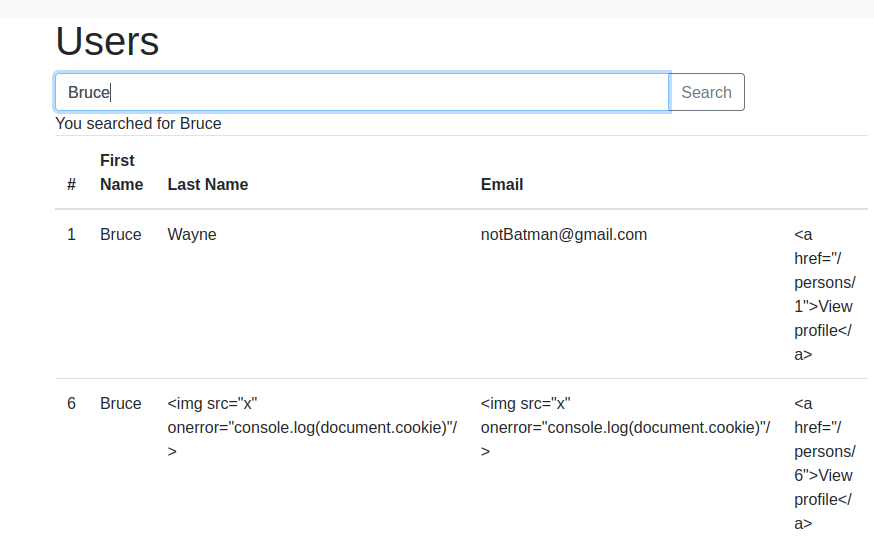 Users
Bruce Search
You searched for Bruce
# First Name Last Name Email
1 Bruce Wayne notBatman@gmail.com <a
href="/
persons/
1">View
profile</
a>
6 Bruce <img src="x" <img src="x" <a
onerror="console.log(document.cookie)"/ onerror="console.log(document.cookie)"/ href="/
> > persons/
6">View
profile</
a>